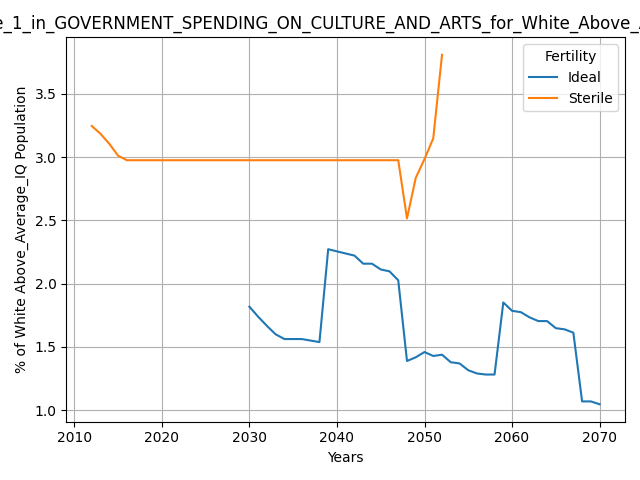 e_1_in_GOVERNMENT_SPENDING_ON_CULTURE_AND_ARTS_for_White_Above_
Fertility
Ideal
Sterile
% of White Above_Average_IQ Population
3.5
3.0
2.5
2.0
1.5
1.0
2010 2020 2030 2040 2050 2060 2070
Years